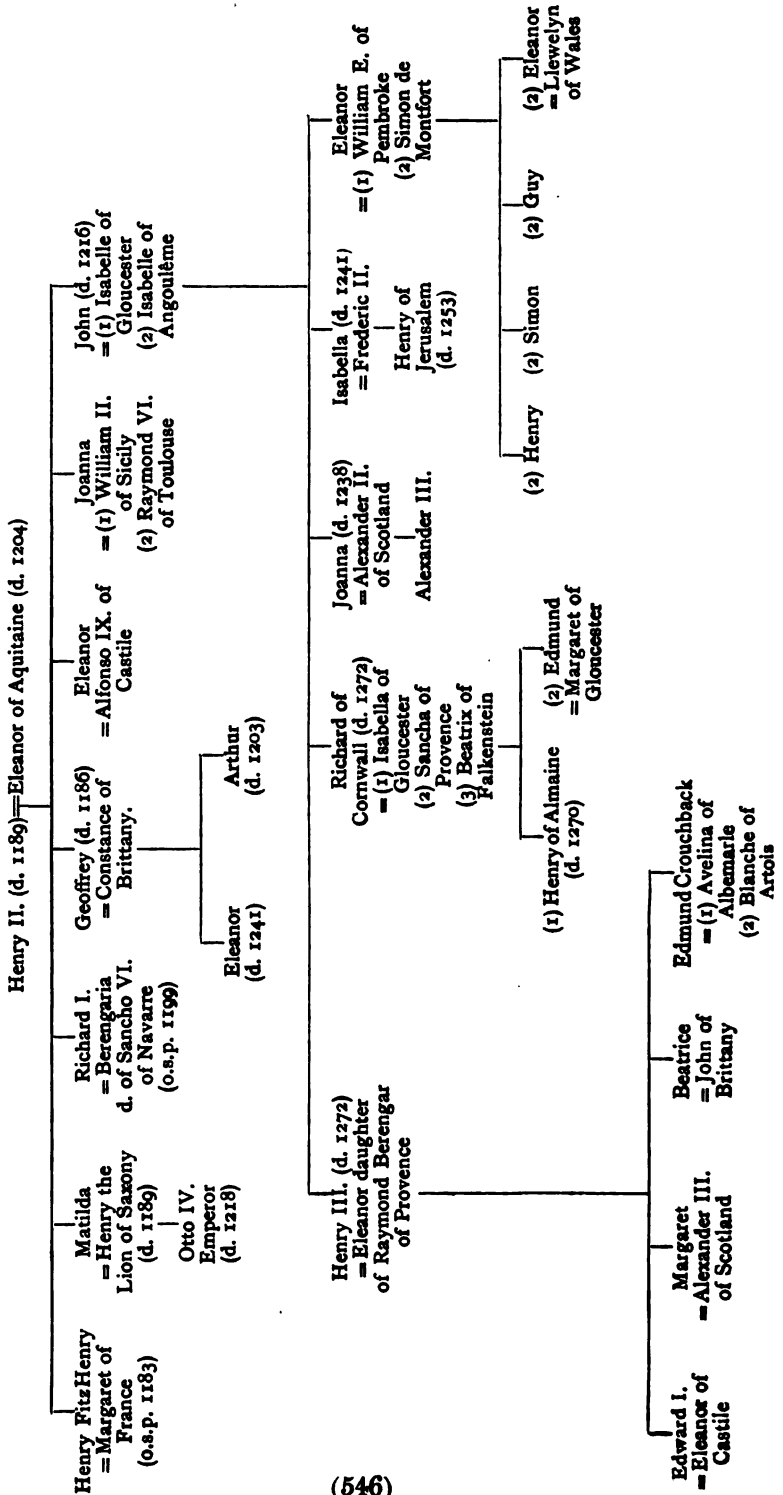 Henry II. (d. 1189)=Eleanor of Aquitaine (d. 1204)
Henry FitzHenry
=Margaret of
France
(o.s.p. 1183)
Matilda
=Henry the
Lion of Saxony
(d. 1189)
Otto IV.
Emperor
(d. 1218)
Richard I.
=Berengaria
d. of Sancho VI.
of Navarre
(o.s.p. 1199)
Geoffrey (d. 1186)
=Constance of
Brittany.
Eleanor
(d. 1241)
Arthur
(d. 1203)
Eleanor
=Alfonso IX. of
Castile
Joanna
=(1) William II.
of Sicily
(2) Raymond VI.
of Toulouse
John (d. 1216)
=(1) Isabelle of
Gloucester
(2) Isabelle of
Angoulême
Henry III. (d. 1272)
=Eleanor daughter
of Raymond Berengar
of Provence
Richard of
Cornwall (d. 1272)
=(1) Isabella of
Gloucester
(2) Sancha of
Provence
(3) Beatrix of
Falkenstein
(1) Henry of Almaine
(d. 1270)
(2) Edmund
=Margaret of
Gloucester
Joanna (d. 1238)
=Alexander II.
of Scotland
Alexander III.
Isabella (d. 1241)
=Frederic II.
Henry of
Jerusalem
(d. 1253)
Eleanor
=(1) William E. of
Pembroke
(2) Simon de
Montfort
(2) Henry
(2) Simon
(2) Guy
(2) Eleanor
=Llewelyn
of Wales
Edward I.
=Eleanor of
Castile
Margaret
=Alexander III.
of Scotland
Beatrice
=John of
Brittany
Edmund Crouchback
=(1) Avelina of
Albemarle
(2) Blanche of
Artois
(546)